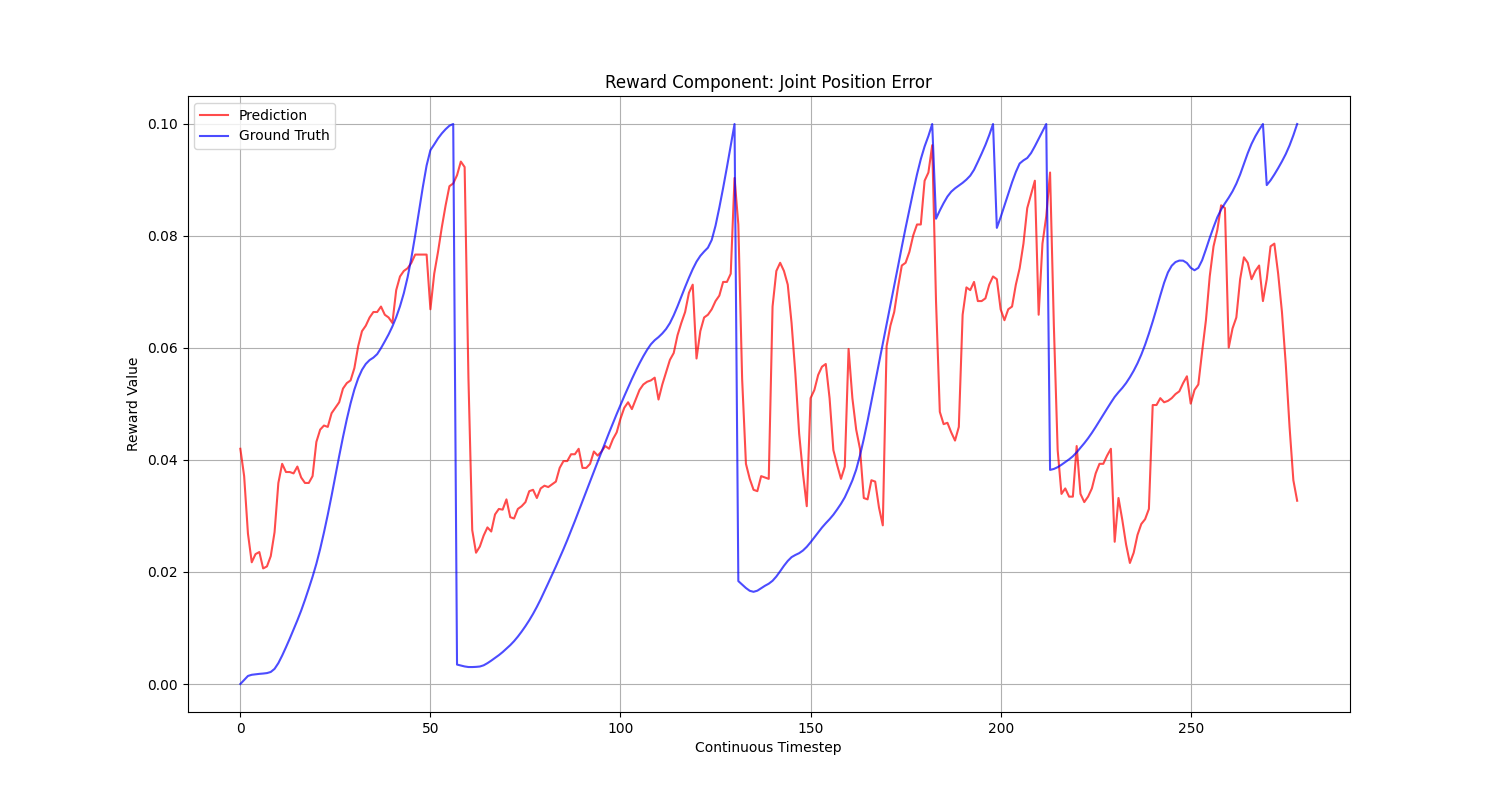 Reward Component: Joint Position Error
Prediction
Ground Truth
0.10
0.08
0.06
0.04
0.02
0.00
Reward Value
0
50
100
150
200
250
Continuous Timestep